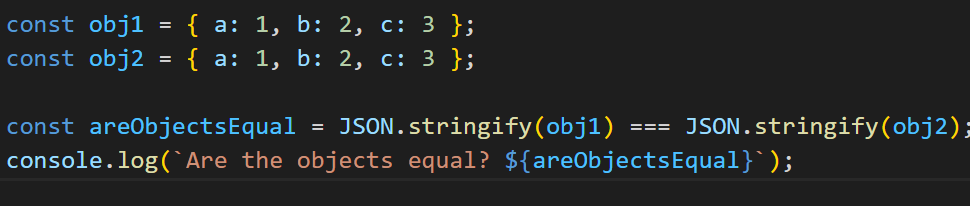 const obj1 = { a: 1, b: 2, c: 3 };
const obj2 = { a: 1, b: 2, c: 3 };
const areObjectsEqual = JSON.stringify(obj1) === JSON.stringify(obj2);
console.log(`Are the objects equal? ${areObjectsEqual}`);